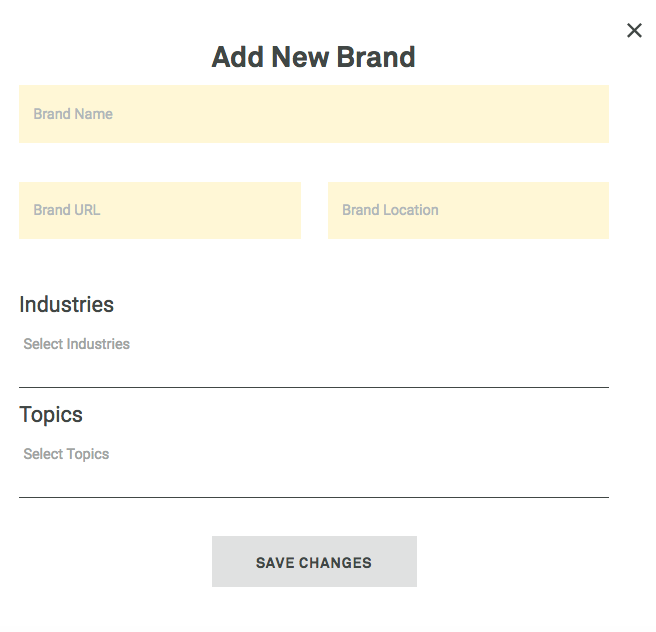 Add New Brand
Brand Name
Brand URL
Brand Location
Industries
Select Industries
Topics
Select Topics
SAVE CHANGES